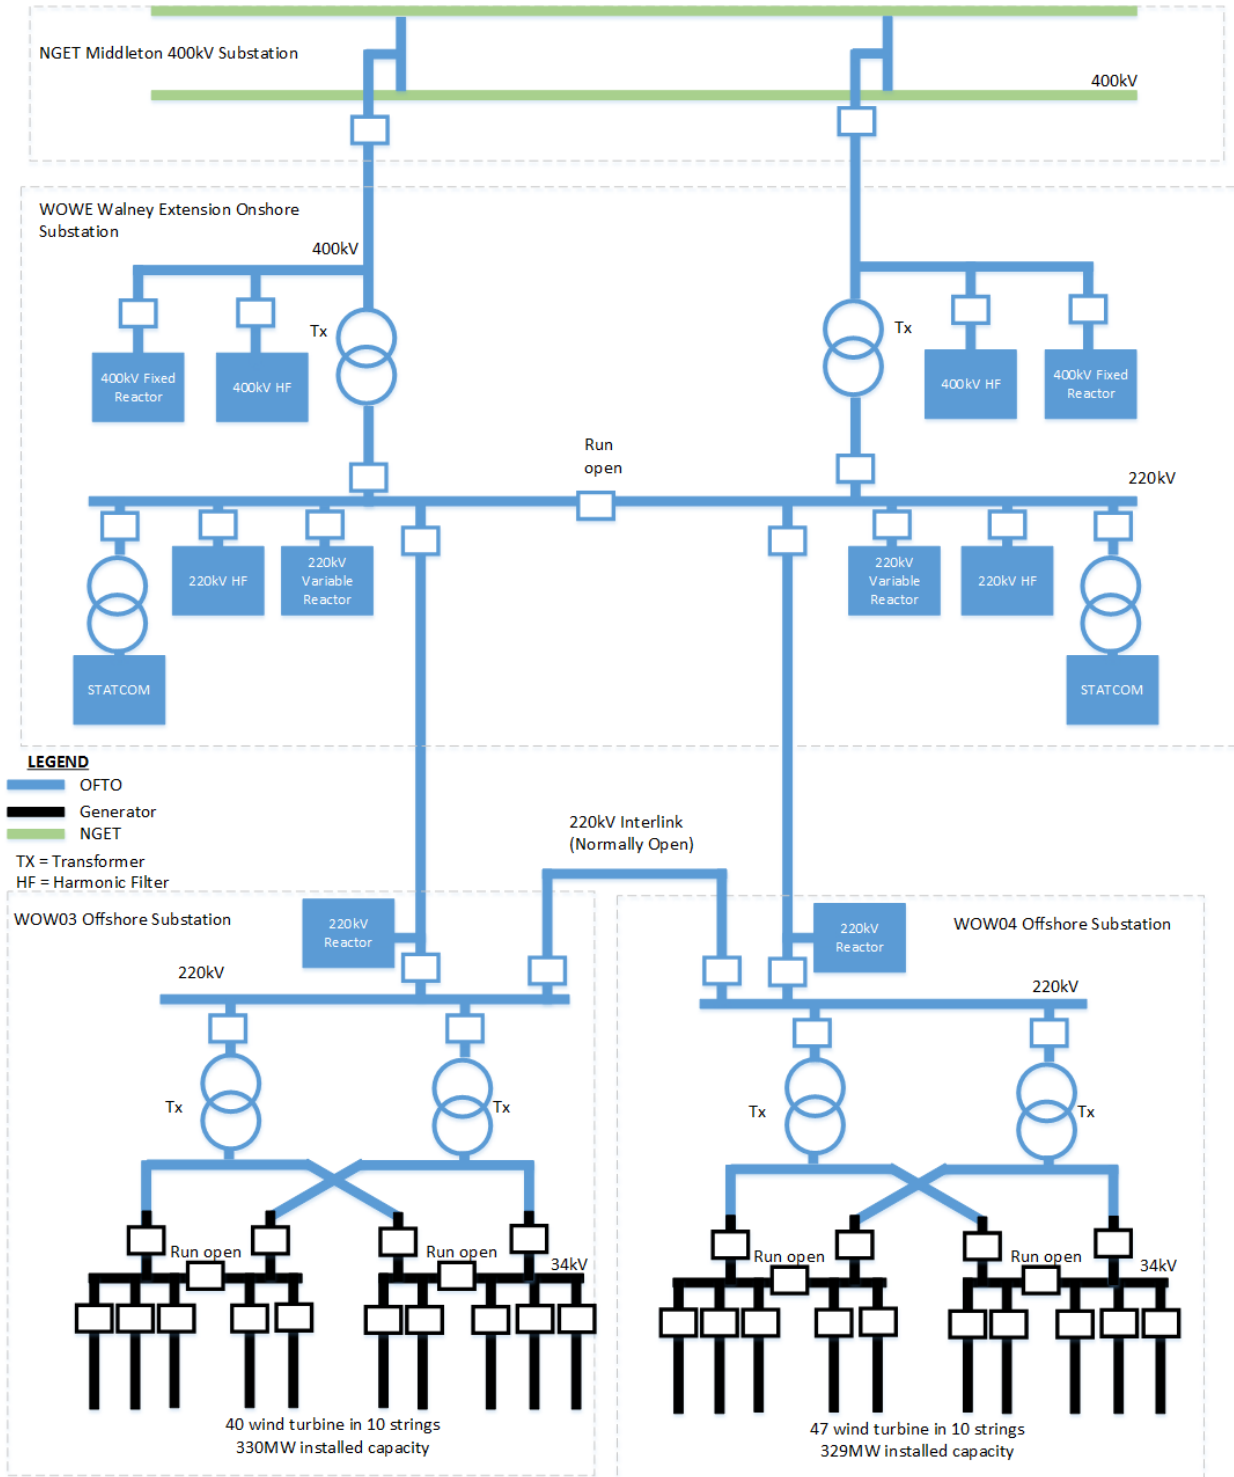 NGET Middleton 400kV Substation
400kV
WOWE Walney Extension Onshore
Substation
400kV
Tx
Tx
400kV Fixed
Reactor
400kV HF
400kV HF
400kV Fixed
Reactor
Run
open
220kV
220kV HF
220kV
Variable
Reactor
220kV
Variable
Reactor
220kV HF
STATCOM
STATCOM
LEGEND
OFTO
Generator
NGET
TX = Transformer
HF = Harmonic Filter
220kV Interlink
(Normally Open)
WOW03 Offshore Substation
220kV
Reactor
220kV
Reactor
WOW04 Offshore Substation
220kV
220kV
Tx
Tx
Tx
Tx
Run open
Run open
34kV
Run open
Run open
34kV
40 wind turbine in 10 strings
330MW installed capacity
47 wind turbine in 10 strings
329MW installed capacity